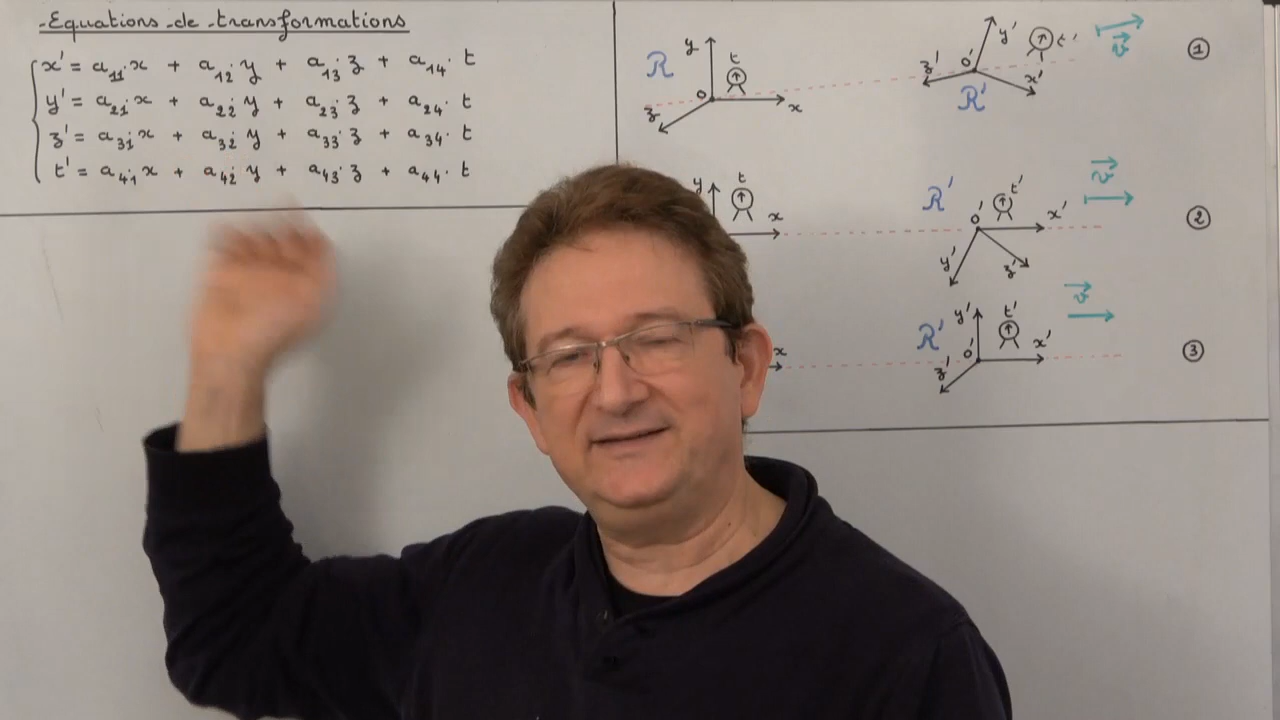 Equations de transformations
x' = a11·x + a12·y + a13·z + a14·t
y' = a21·x + a22·y + a23·z + a24·t
z' = a31·x + a32·y + a33·z + a34·t
t' = a41·x + a42·y + a43·z + a44·t
R y t O x z
R' z' O' y' x' t' v ①
y t x
R' O' t' x' y' z' v ②
x
R' y' t' O' x' z' v ③